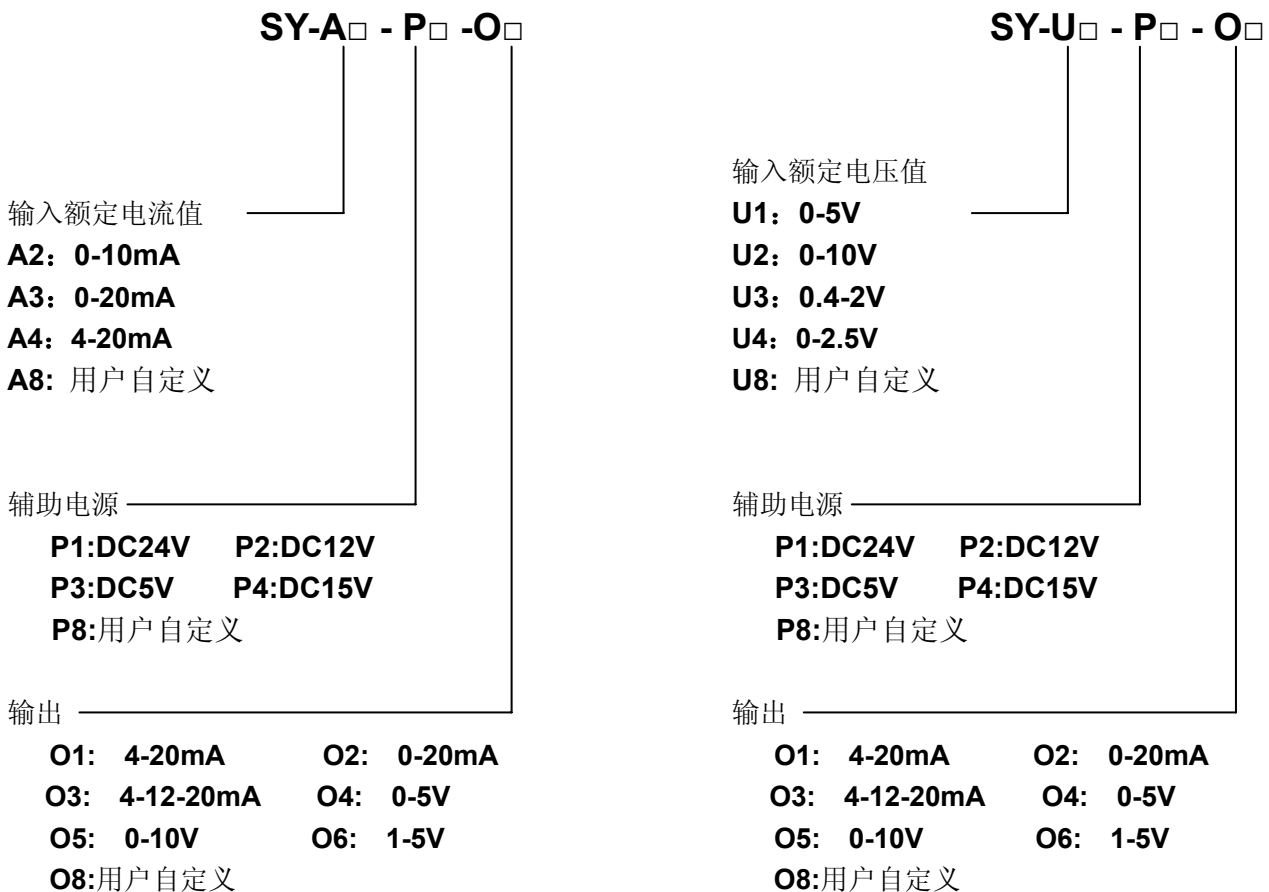 SY-A□ - P□ -O□
输入额定电流值
A2：0-10mA
A3：0-20mA
A4：4-20mA
A8: 用户自定义
辅助电源
P1:DC24V P2:DC12V
P3:DC5V P4:DC15V
P8:用户自定义
输出
O1: 4-20mA O2: 0-20mA
O3: 4-12-20mA O4: 0-5V
O5: 0-10V O6: 1-5V
O8:用户自定义
SY-U□ - P□ - O□
输入额定电压值
U1：0-5V
U2：0-10V
U3：0.4-2V
U4：0-2.5V
U8: 用户自定义
辅助电源
P1:DC24V P2:DC12V
P3:DC5V P4:DC15V
P8:用户自定义
输出
O1: 4-20mA O2: 0-20mA
O3: 4-12-20mA O4: 0-5V
O5: 0-10V O6: 1-5V
O8:用户自定义